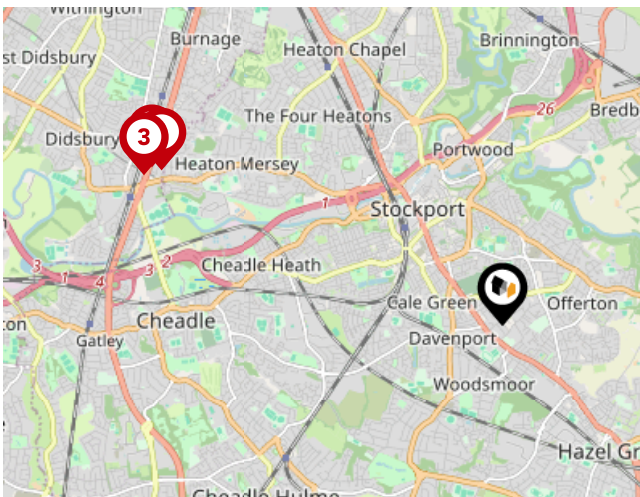 Withington
Burnage
Heaton Chapel
Brinnington
st Didsbury
26
Bredb
The Four Heatons
Didsbury
3
Portwood
Heaton Mersey
1
Stockport
3
1
4
3
2
Cheadle Heath
Cale Green
Offerton
ton
Cheadle
Gatley
Davenport
Woodsmoor
Hazel Gr
Cheadle Hulme